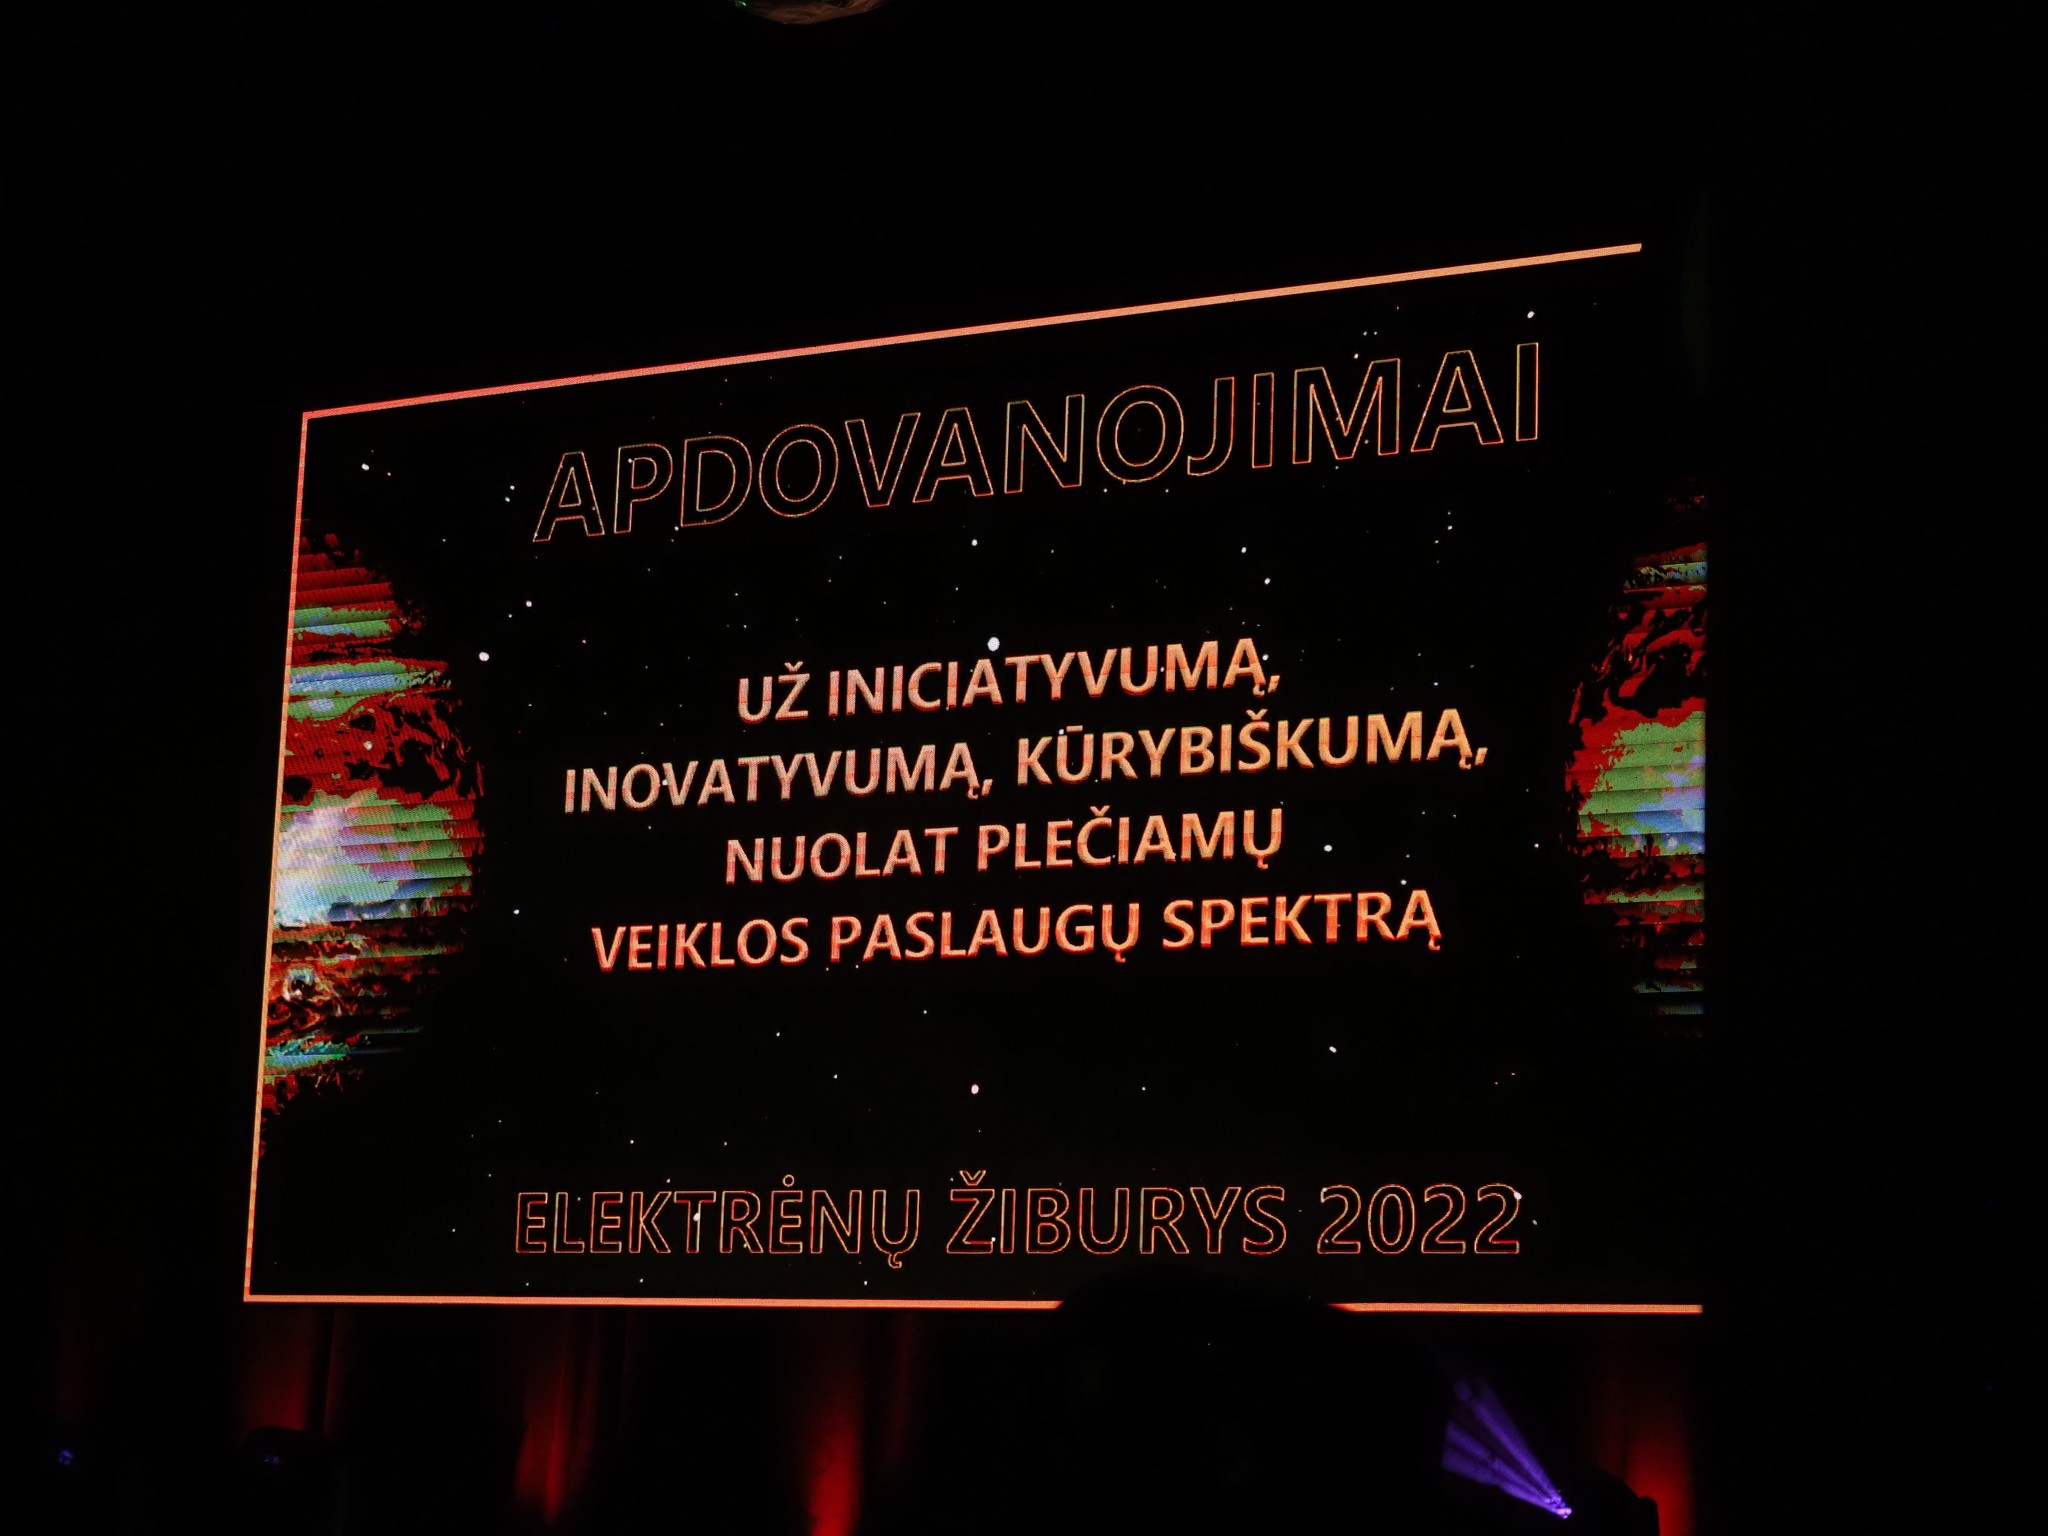 APDOVANOJIMAI
UŽ INICIATYVUMĄ,
INOVATYVUMĄ, KŪRYBIŠKUMĄ,
NUOLAT PLEČIAMŲ
VEIKLOS PASLAUGŲ SPEKTRĄ
ELEKTRĖNŲ ŽIBURYS 2022